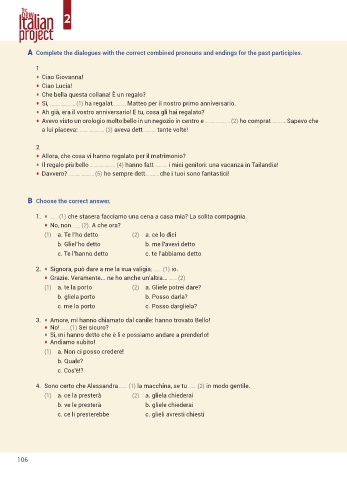 The
new
Italian
project
2
A Complete the dialogues with the correct combined pronouns and endings for the past participles.
1
• Ciao Giovanna!
• Ciao Lucia!
• Che bella questa collana! È un regalo?
• Sì, .................. (1) ha regalat......... Matteo per il nostro primo anniversario.
• Ah già, era il vostro anniversario! E tu, cosa gli hai regalato?
• Avevo visto un orologio molto bello in un negozio in centro e .................. (2) ho comprat.......... Sapevo che
a lui piaceva: .................. (3) aveva dett......... tante volte!
2
• Allora, che cosa vi hanno regalato per il matrimonio?
• Il regalo più bello .................. (4) hanno fatt......... i miei genitori: una vacanza in Tailandia!
• Davvero? .................. (5) ho sempre dett......... che i tuoi sono fantastici!
B Choose the correct answer.
1. • ...... (1) che stasera facciamo una cena a casa mia? La solita compagnia.
• No, non ...... (2). A che ora?
(1) a. Te l'ho detto (2) a. ce lo dici
b. Gliel'ho detto b. me l'avevi detto
c. Te l'hanno detto c. te l'abbiamo detto
2. • Signora, può dare a me la sua valigia: ...... (1) io.
• Grazie. Veramente... ne ho anche un'altra... ...... (2)
(1) a. te la porto (2) a. Gliele potrei dare?
b. gliela porto b. Posso darla?
c. me la porto c. Posso dargliela?
3. • Amore, mi hanno chiamato dal canile: hanno trovato Bello!
• No! ...... (1) Sei sicuro?
• Sì, mi hanno detto che è lì e possiamo andare a prenderlo!
• Andiamo subito!
(1) a. Non ci posso credere!
b. Quale?
c. Cos'è!?
4. Sono certo che Alessandra ...... (1) la macchina, se tu ...... (2) in modo gentile.
(1) a. ce la presterà (2) a. gliela chiederai
b. ve le presterà b. gliele chiederai
c. ce li presterebbe c. glieli avresti chiesti
106